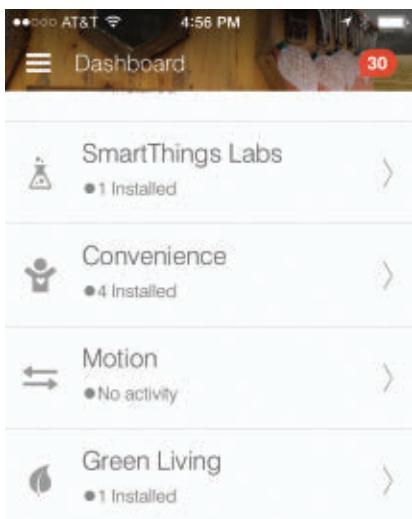 AT&T 4:56 PM
Dashboard 30
SmartThings Labs
1 Installed
Convenience
4 Installed
Motion
No activity
Green Living
1 Installed